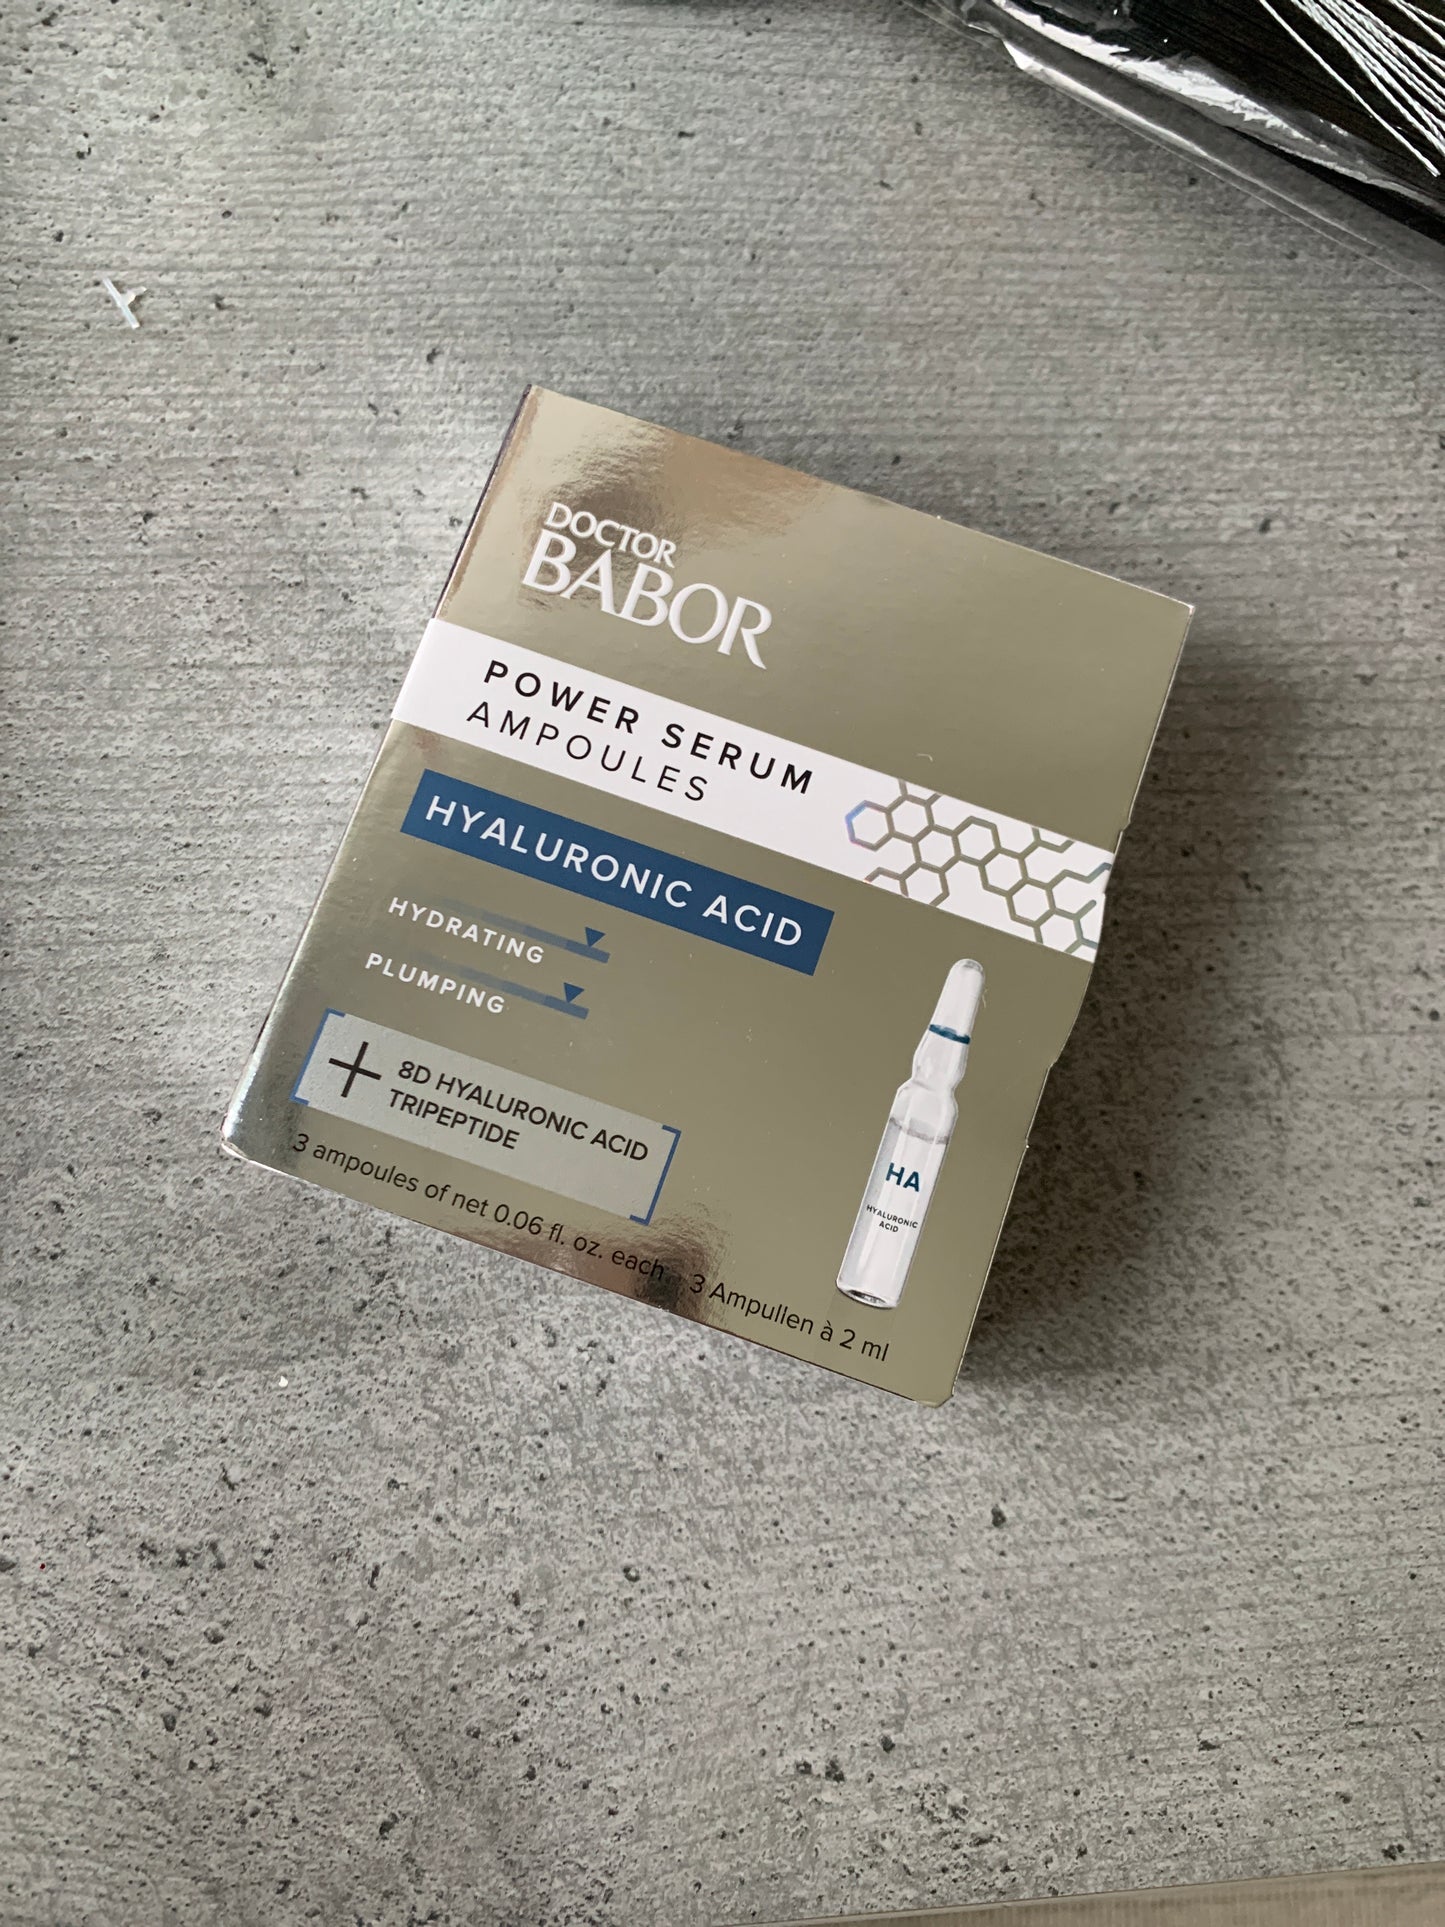 DOCTOR
BABOR
POWER SERUM
AMPOULES
HYALURONIC ACID
HYDRATING
PLUMPING
+ 8D HYALURONIC ACID
TRIPEPTIDE
3 ampoules of net 0.06 fl. oz. each 3 Ampullen à 2 ml
HA
HYALURONIC
ACID